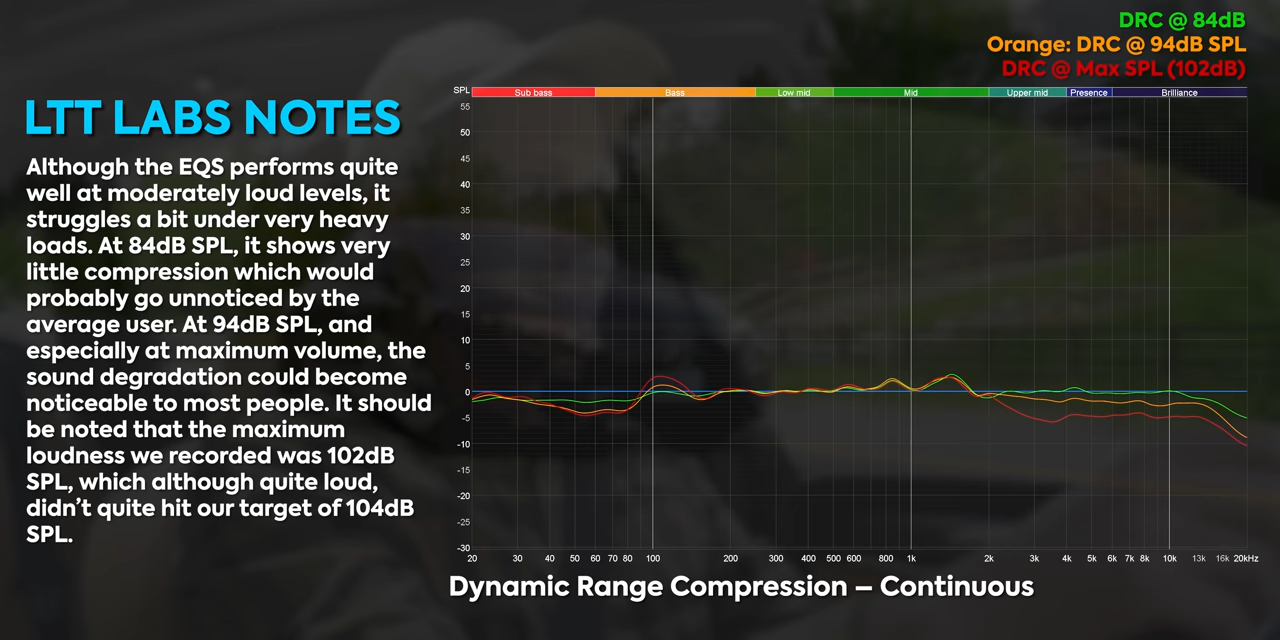 DRC @ 84dB
Orange: DRC @ 94dB SPL
DRC @ Max SPL (102dB)
LTT LABS NOTES
Although the EQS performs quite
well at moderately loud levels, it
struggles a bit under very heavy
loads. At 84dB SPL, it shows very
little compression which would
probably go unnoticed by the
average user. At 94dB SPL, and
especially at maximum volume, the
sound degradation could become
noticeable to most people. It should
be noted that the maximum
loudness we recorded was 102dB
SPL, which although quite loud,
didn't quite hit our target of 104dB
SPL.
SPL Sub bass Bass Low mid Mid Upper mid Presence Brilliance
55
50
45
40
35
30
25
20
15
10
5
0
-5
-10
-15
-20
-25
-30
20 30 40 50 60 70 80 100 200 300 400 500 600 800 1k 2k 3k 4k 5k 6k 7k 8k 10k 13k 16k 20kHz
Dynamic Range Compression – Continuous